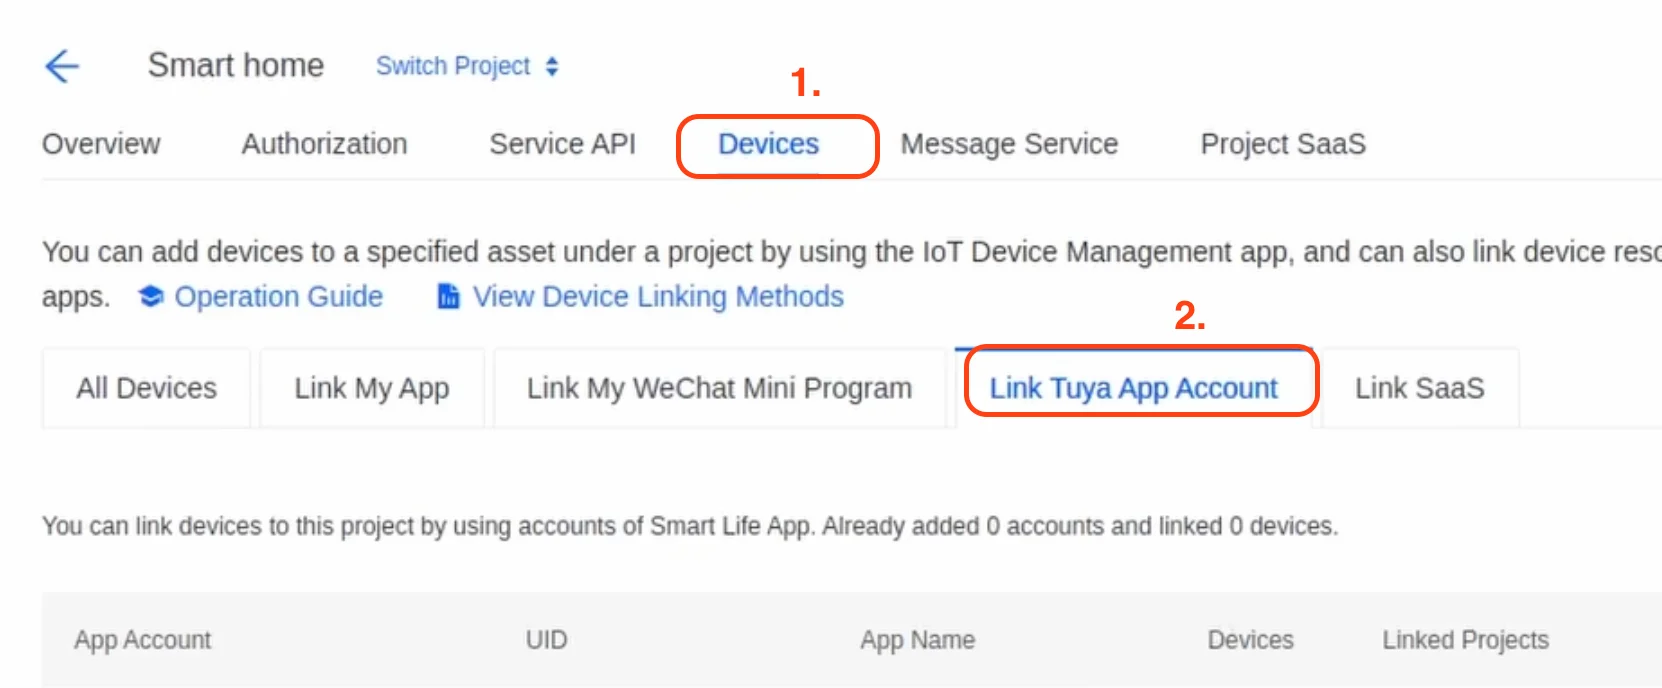 Smart home Switch Project
1.
Overview Authorization Service API Devices Message Service Project SaaS
You can add devices to a specified asset under a project by using the IoT Device Management app, and can also link device
apps. Operation Guide View Device Linking Methods
2.
All Devices Link My App Link My WeChat Mini Program Link Tuya App Account Link SaaS
You can link devices to this project by using accounts of Smart Life App. Already added 0 accounts and linked 0 devices.
App Account UID App Name Devices Linked Projects